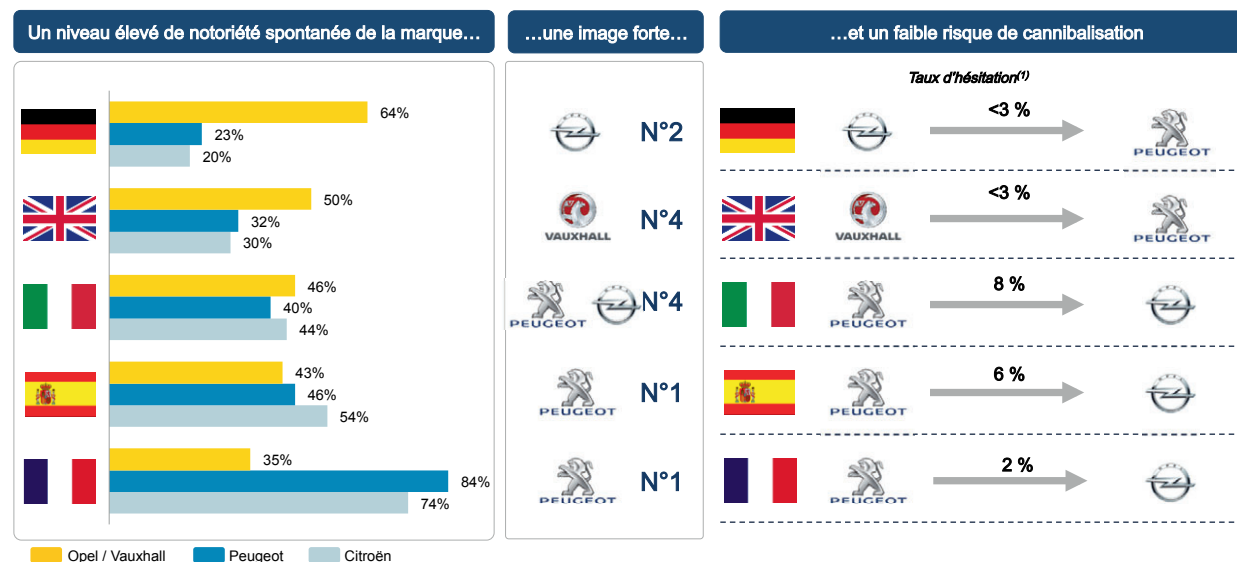 Un niveau élevé de notoriété spontanée de la marque…
…une image forte…
…et un faible risque de cannibalisation
Taux d'hésitation(1)
64%
23%
20%
N°2
<3 %
PEUGEOT
50%
32%
30%
VAUXHALL
N°4
VAUXHALL
<3 %
PEUGEOT
46%
40%
44%
PEUGEOT
N°4
PEUGEOT
8 %
43%
46%
54%
PEUGEOT
N°1
PEUGEOT
6 %
35%
84%
74%
PEUGEOT
N°1
PEUGEOT
2 %
Opel / Vauxhall
Peugeot
Citroën